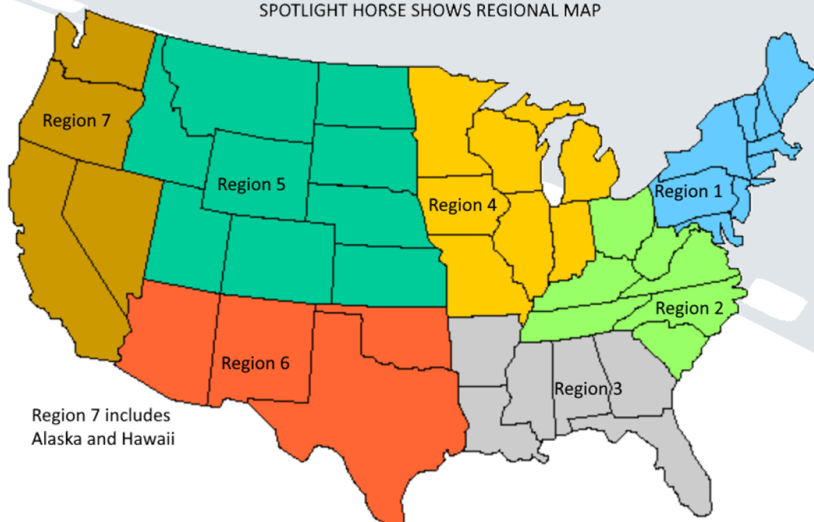 SPOTLIGHT HORSE SHOWS REGIONAL MAP
Region 7
Region 5
Region 4
Region 1
Region 2
Region 6
Region 3
Region 7 includes
Alaska and Hawaii